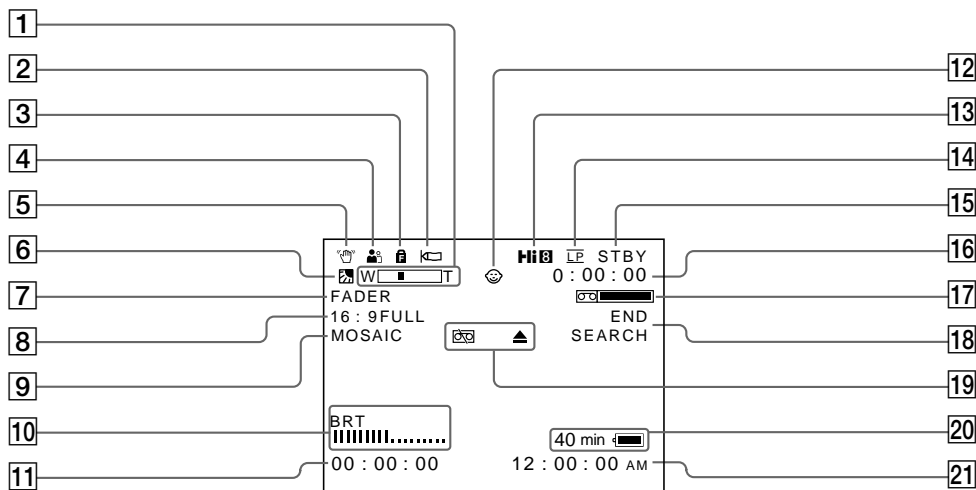 1
2
3
4
5
6
7
8
9
10
11
12
13
14
15
16
17
18
19
20
21
F Hi8 LP STBY
W T 0:00:00
FADER
16:9FULL END
MOSAIC SEARCH
BRT
40 min
00:00:00 12:00:00 AM